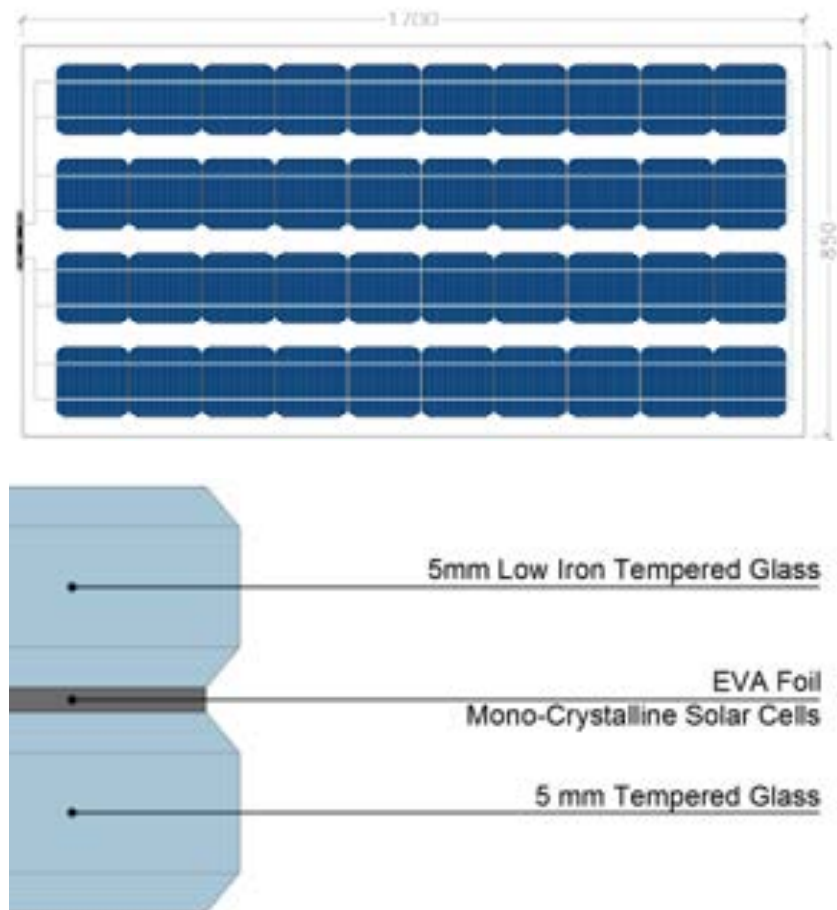 1700
850
5mm Low Iron Tempered Glass
EVA Foil
Mono-Crystalline Solar Cells
5 mm Tempered Glass